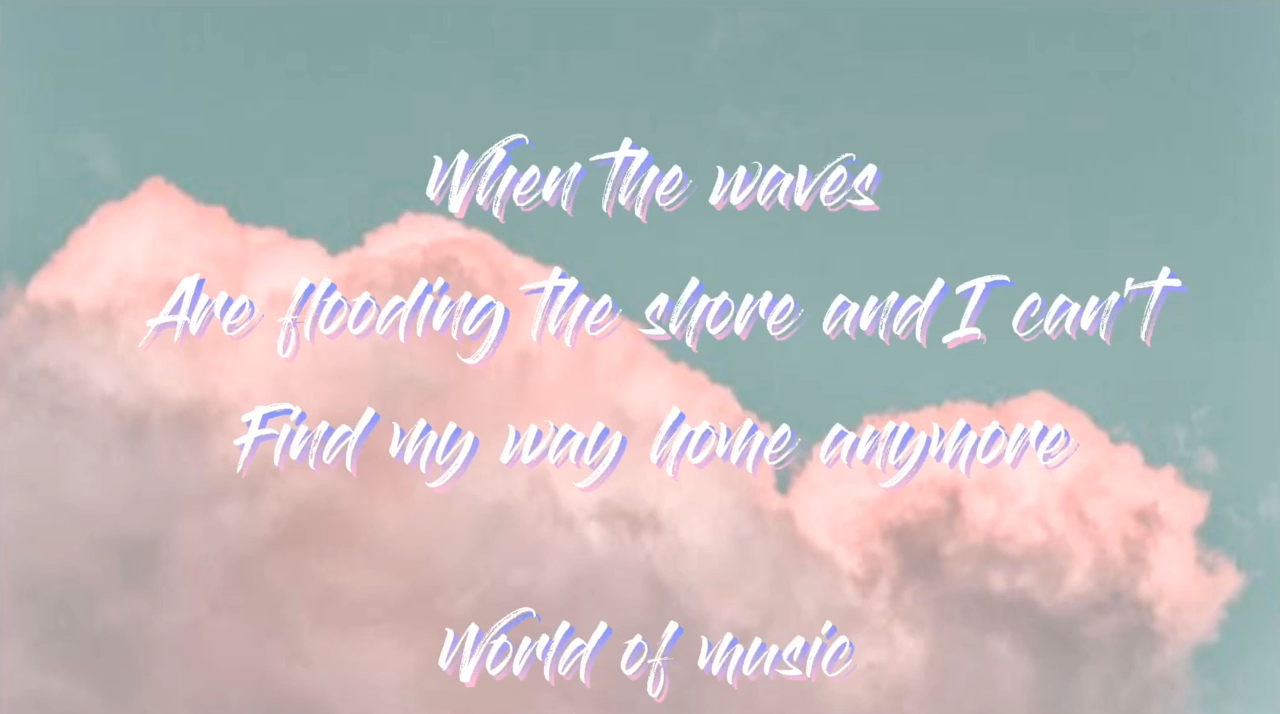 When the waves
Are flooding the shore and I can't
Find my way home anymore
World of music